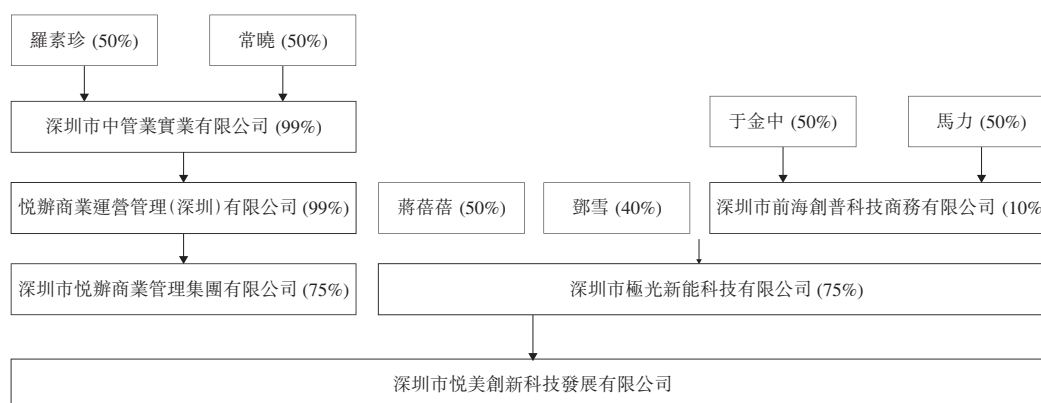 羅素珍 (50%)
常曉 (50%)
于金中 (50%)
馬力 (50%)
深圳市中管業實業有限公司 (99%)
悦辦商業運營管理(深圳)有限公司 (99%)
蔣蓓蓓 (50%)
鄧雪 (40%)
深圳市前海創普科技商務有限公司 (10%
深圳市悦辦商業管理集團有限公司 (75%)
深圳市極光新能科技有限公司 (75%)
深圳市悦美創新科技發展有限公司